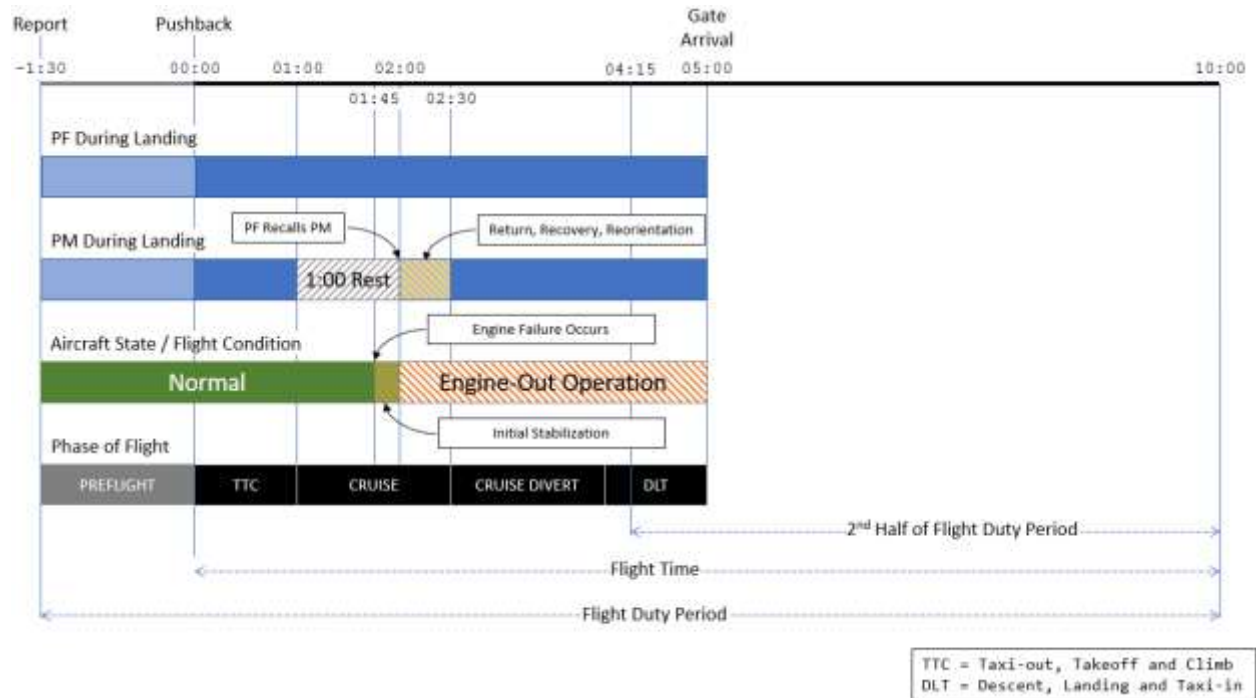 Report
Pushback
Gate
Arrival
-1:30
00:00
01:00
02:00
04:15
05:00
10:00
01:45
02:30
PF During Landing
PM During Landing
PF Recalls PM
Return, Recovery, Reorientation
1:00 Rest
Aircraft State / Flight Condition
Engine Failure Occurs
Normal
Engine-Out Operation
Initial Stabilization
Phase of Flight
PREFLIGHT
TTC
CRUISE
CRUISE DIVERT
DLT
2nd Half of Flight Duty Period
Flight Time
Flight Duty Period
TTC = Taxi-out, Takeoff and Climb
DLT = Descent, Landing and Taxi-in